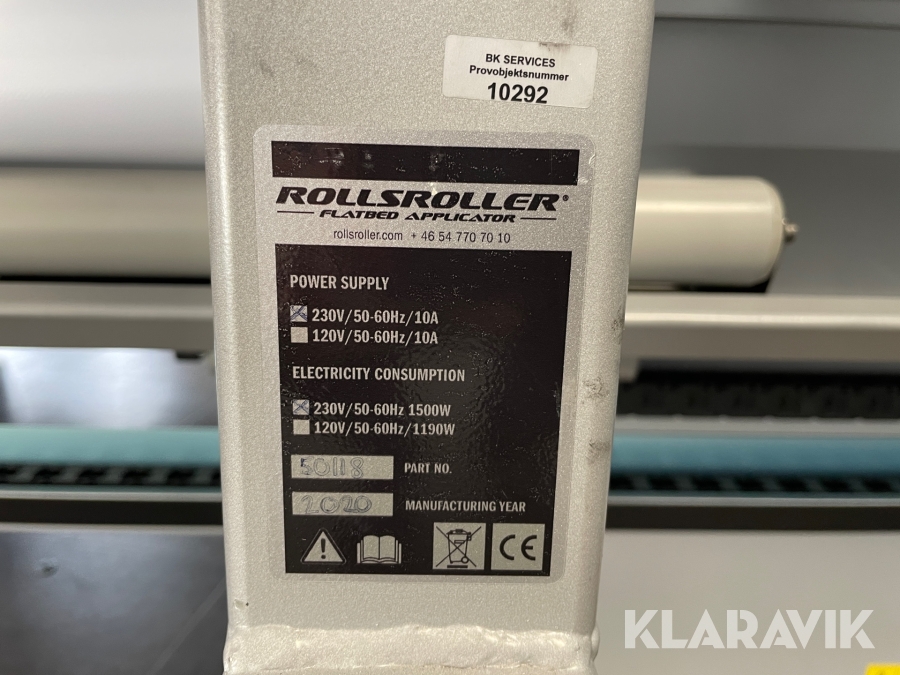 BK SERVICES
Provobjektsnummer
10292
ROLLSROLLER®
FLATBED APPLICATOR
rollsroller.com + 46 54 770 70 10
POWER SUPPLY
230V/50-60Hz/10A
120V/50-60Hz/10A
ELECTRICITY CONSUMPTION
230V/50-60Hz 1500W
120V/50-60Hz/1190W
50118 PART NO.
2020 MANUFACTURING YEAR
CE
KLARAVIK